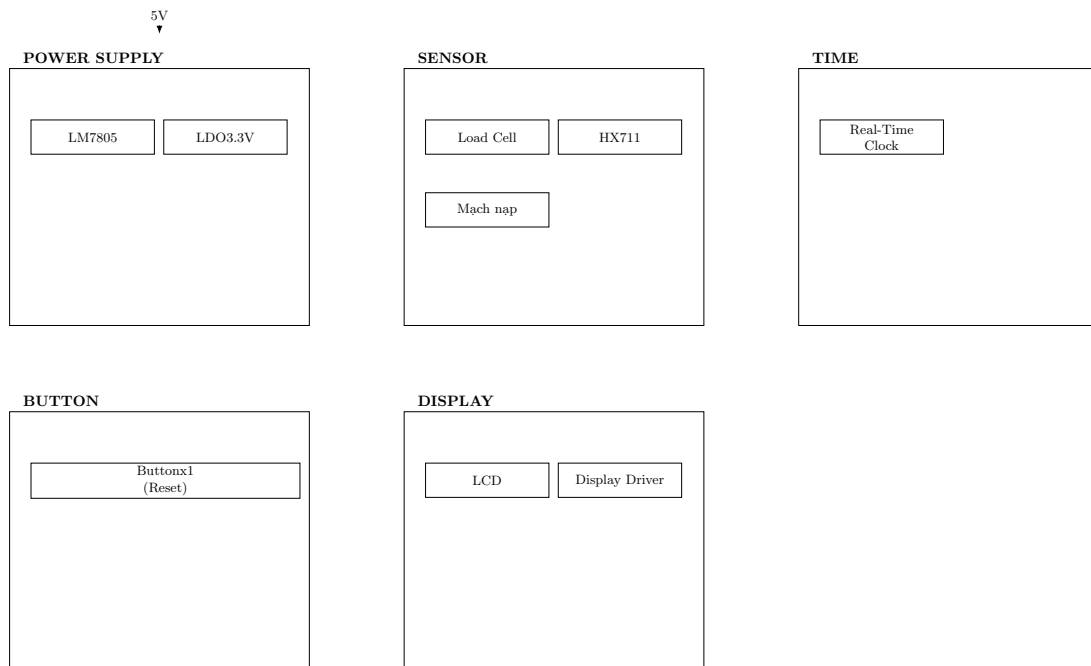 5V
POWER SUPPLY
LM7805
LDO3.3V
SENSOR
Load Cell
HX711
Mạch nạp
TIME
Real-Time
Clock
BUTTON
Buttonx1
(Reset)
DISPLAY
LCD
Display Driver